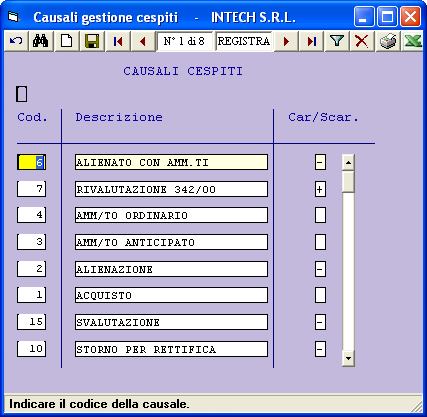 Causali gestione cespiti - INTECH S.R.L.
N° 1 di 8 REGISTRA
CAUSALI CESPITI
Cod. Descrizione Car/Scar.
6 ALIENATO CON AMM.TI -
7 RIVALUTAZIONE 342/00 +
4 AMM/TO ORDINARIO
3 AMM/TO ANTICIPATO
2 ALIENAZIONE -
1 ACQUISTO
15 SVALUTAZIONE -
10 STORNO PER RETTIFICA -
Indicare il codice della causale.